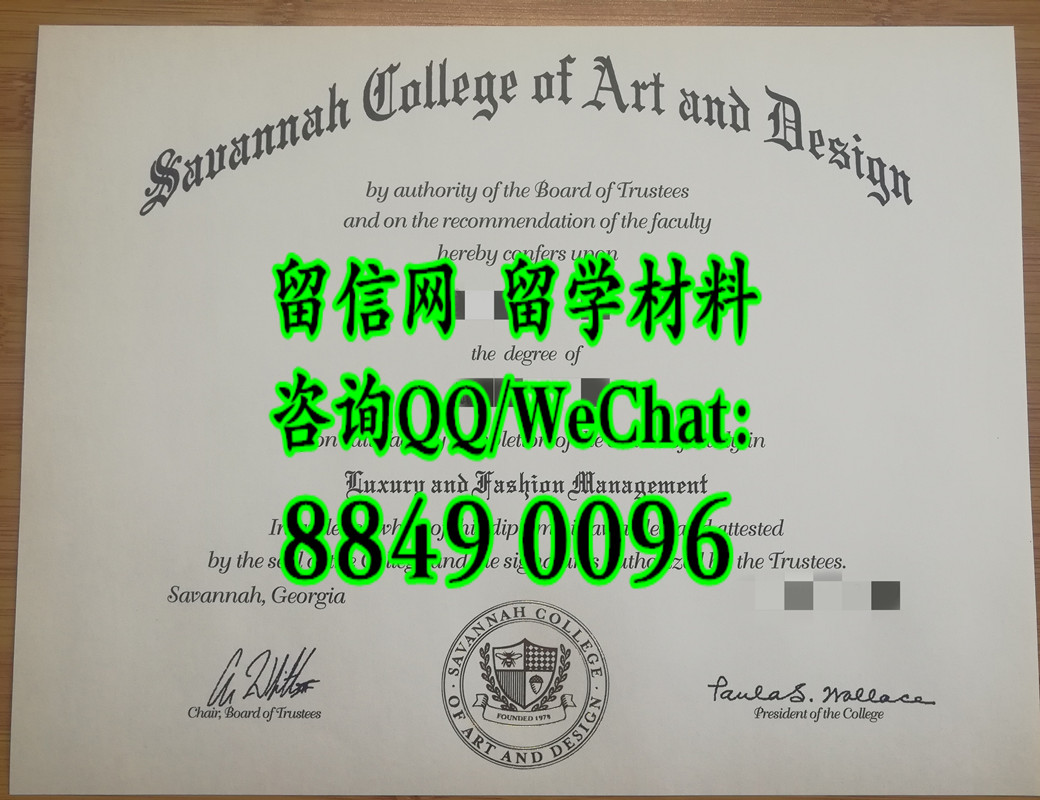 Savannah College of Art and Design
by authority of the Board of Trustees
and on the recommendation of the faculty
hereby confers upon
留信网 留学材料
the degree of
咨询QQ/WeChat:
in
Luxury and Fashion Management
8849 0096
attested
by the the Trustees.
Savannah, Georgia
Chair, Board of Trustees
SAVANNAH COLLEGE OF ART AND DESIGN
FOUNDED 1978
Paula S. Wallace
President of the College